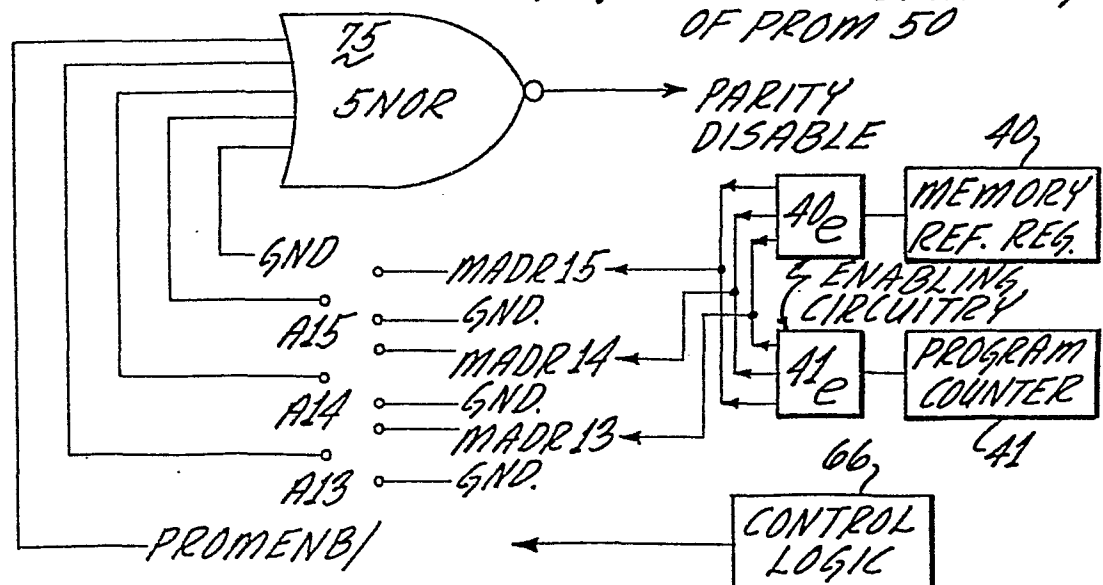 OF PROM 50
75
5NOR
PARITY
DISABLE
40
MEMORY
REF. REG.
40e
GND
MADR15
ENABLING
CIRCUITRY
A15
GND.
MADR14
41e
PROGRAM
COUNTER
A14
GND.
MADR13
41
A13
GND.
66
PROMENB/
CONTROL
LOGIC